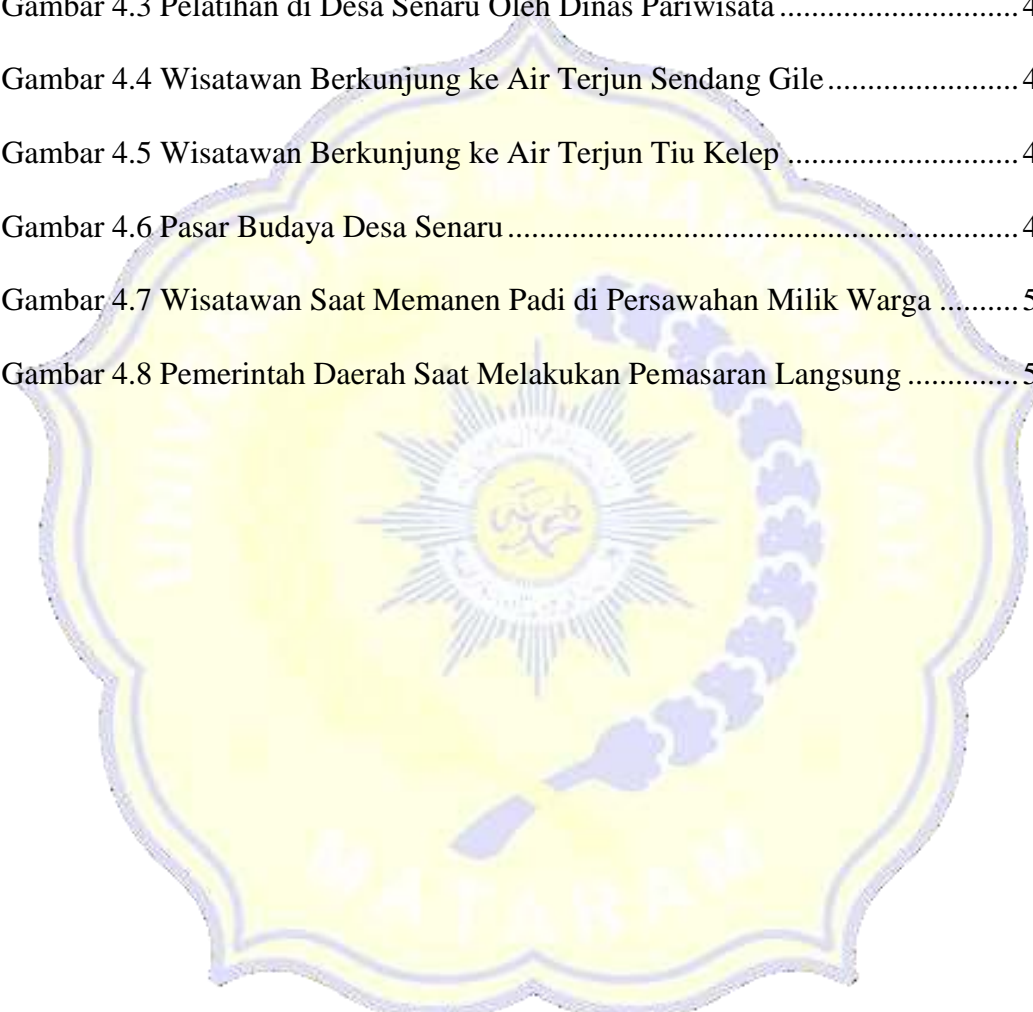 Gambar 4.3 Pelatihan di Desa Senaru Oleh Dinas Pariwisata..............................4
Gambar 4.4 Wisatawan Berkunjung ke Air Terjun Sendang Gile........................4
Gambar 4.5 Wisatawan Berkunjung ke Air Terjun Tiu Kelep .............................4
Gambar 4.6 Pasar Budaya Desa Senaru................................................................4
Gambar 4.7 Wisatawan Saat Memanen Padi di Persawahan Milik Warga ..........5
Gambar 4.8 Pemerintah Daerah Saat Melakukan Pemasaran Langsung ..............5
UNIVERSITAS MUHAMMADIYAH
MATARAM